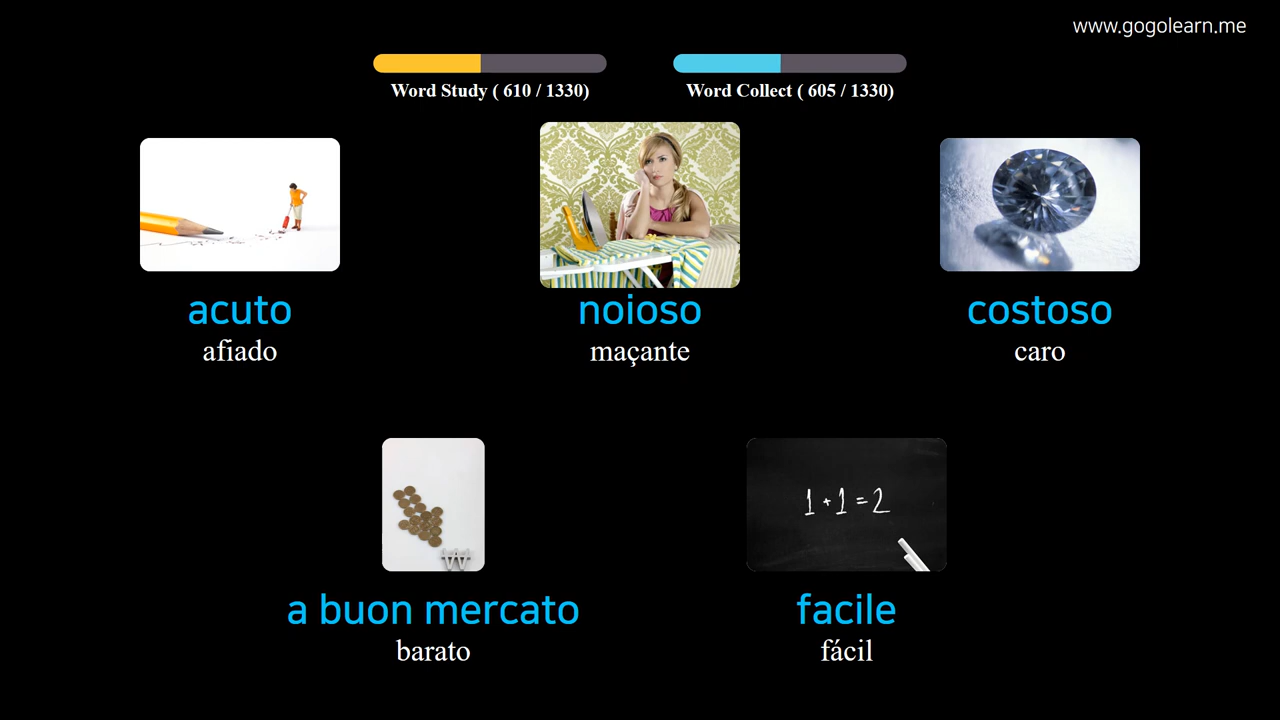 www.gogolearn.me
Word Study ( 610 / 1330)
Word Collect ( 605 / 1330)
acuto
afiado
noioso
maçante
costoso
caro
a buon mercato
barato
1 + 1 = 2
facile
fácil